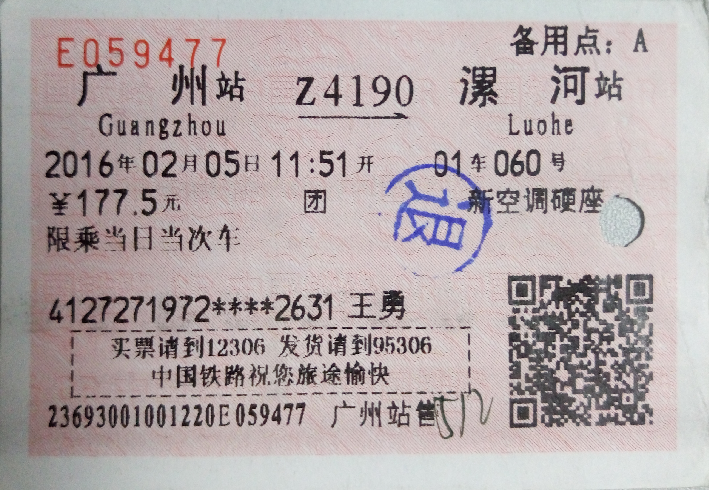 E059477
备用点：A
广州站 Z4190 漯河站
Guangzhou Luohe
2016年02月05日11:51开 01车060号
￥177.5元 团 新空调硬座
退
限乘当日当次车
4127271972****2631 王勇
买票请到12306 发货请到95306
中国铁路祝您旅途愉快
23693001001220E059477 广州站售
512